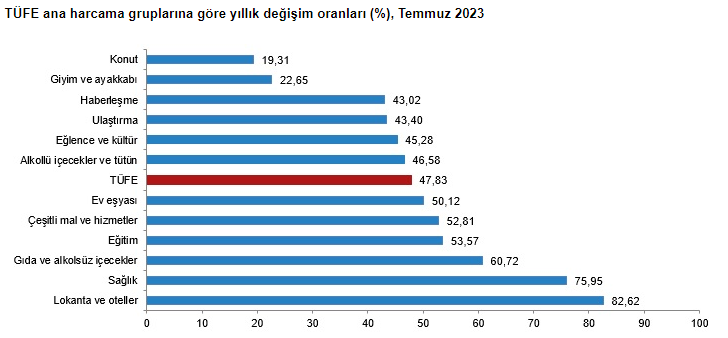 TÜFE ana harcama gruplarına göre yıllık değişim oranları (%), Temmuz 2023
Konut 19,31
Giyim ve ayakkabı 22,65
Haberleşme 43,02
Ulaştırma 43,40
Eğlence ve kültür 45,28
Alkollü içecekler ve tütün 46,58
TÜFE 47,83
Ev eşyası 50,12
Çeşitli mal ve hizmetler 52,81
Eğitim 53,57
Gıda ve alkolsüz içecekler 60,72
Sağlık 75,95
Lokanta ve oteller 82,62
0 10 20 30 40 50 60 70 80 90 100